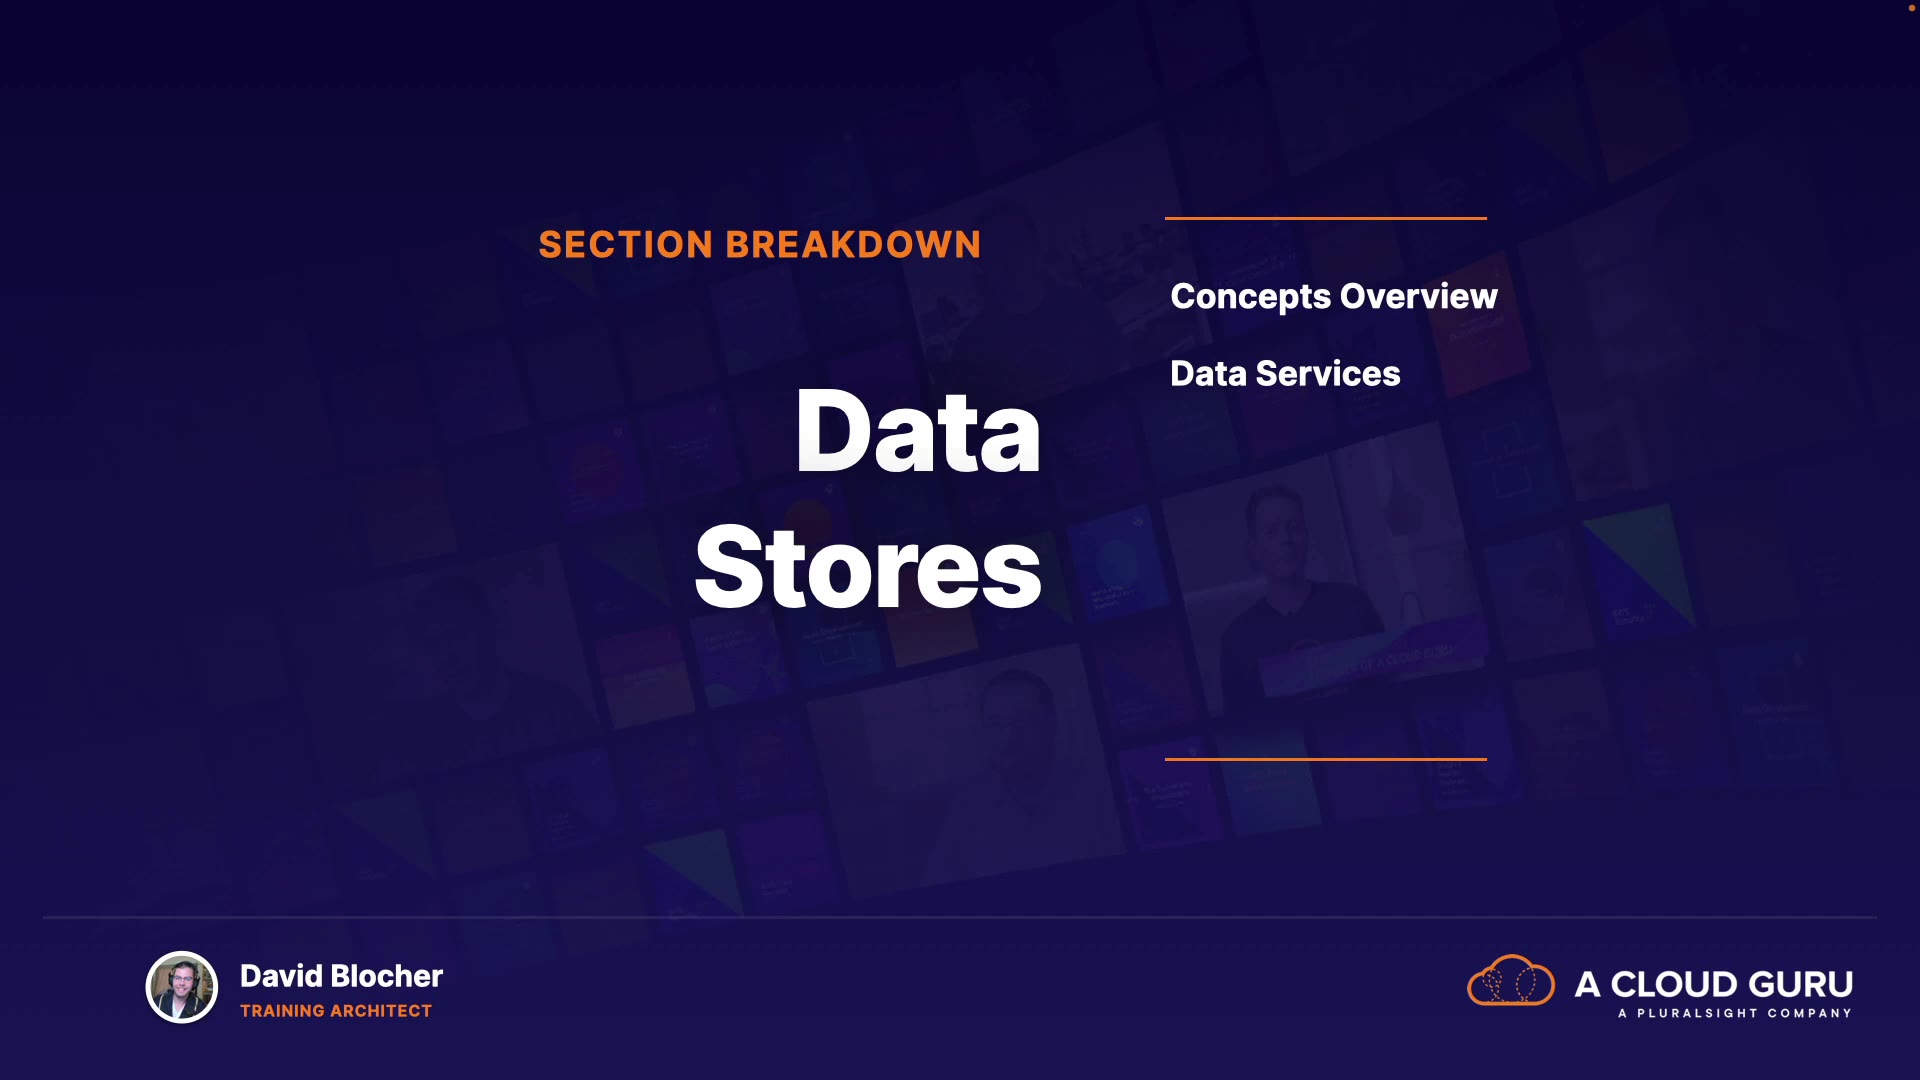 SECTION BREAKDOWN
Data
Stores
Concepts Overview
Data Services
David Blocher
TRAINING ARCHITECT
A CLOUD GURU
A PLURALSIGHT COMPANY